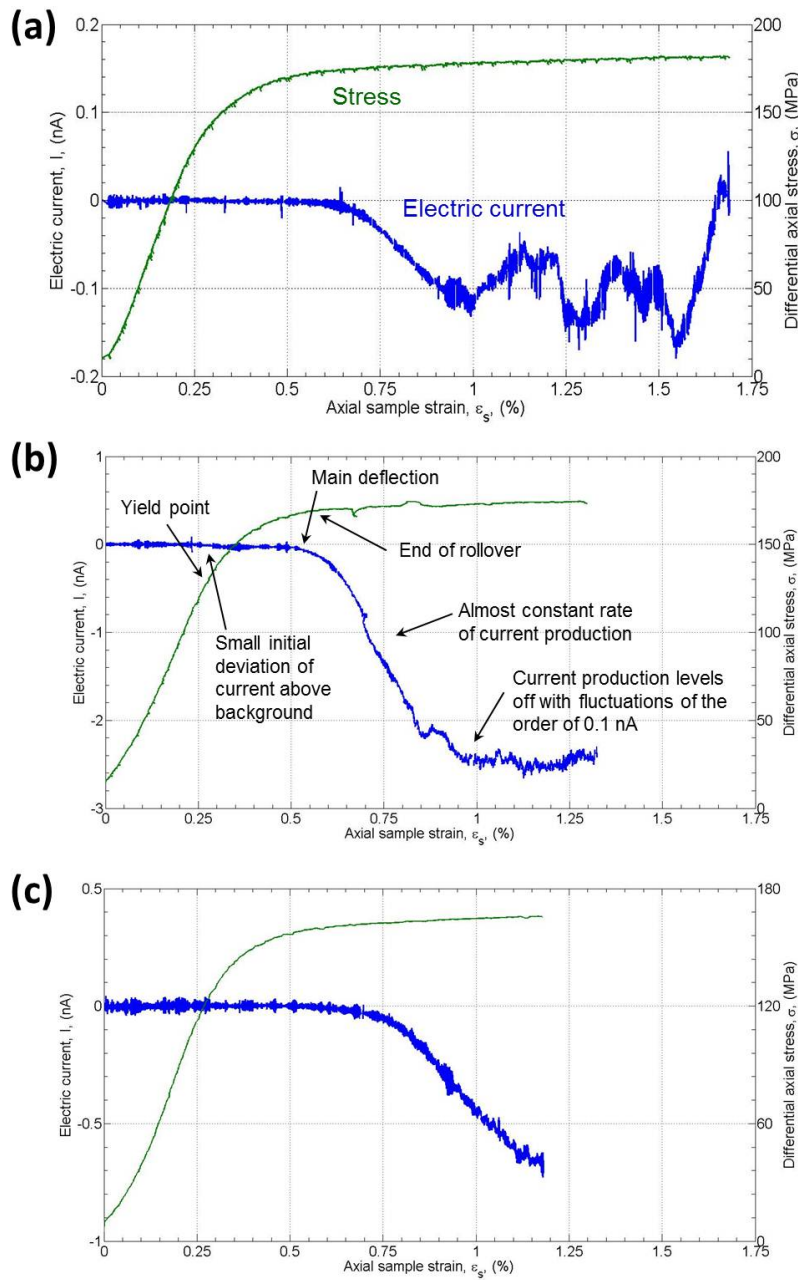 (a)
0.2
0.1
0
-0.1
-0.2
Electric current, I, (nA)
Stress
Electric current
200
150
100
50
0
Differential axial stress, σ, (MPa)
0 0.25 0.5 0.75 1 1.25 1.5 1.75
Axial sample strain, εs, (%)
(b)
1
0
-1
-2
-3
Electric current, I, (nA)
Main deflection
Yield point
End of rollover
Almost constant rate
of current production
Small initial
deviation of
current above
background
Current production levels
off with fluctuations of the
order of 0.1 nA
200
150
100
50
0
Differential axial stress, σ, (MPa)
0 0.25 0.5 0.75 1 1.25 1.5 1.75
Axial sample strain, εs, (%)
(c)
0.5
0
-0.5
-1
Electric current, I, (nA)
180
120
60
0
Differential axial stress, σ, (MPa)
0 0.25 0.5 0.75 1 1.25 1.5 1.75
Axial sample strain, εs, (%)